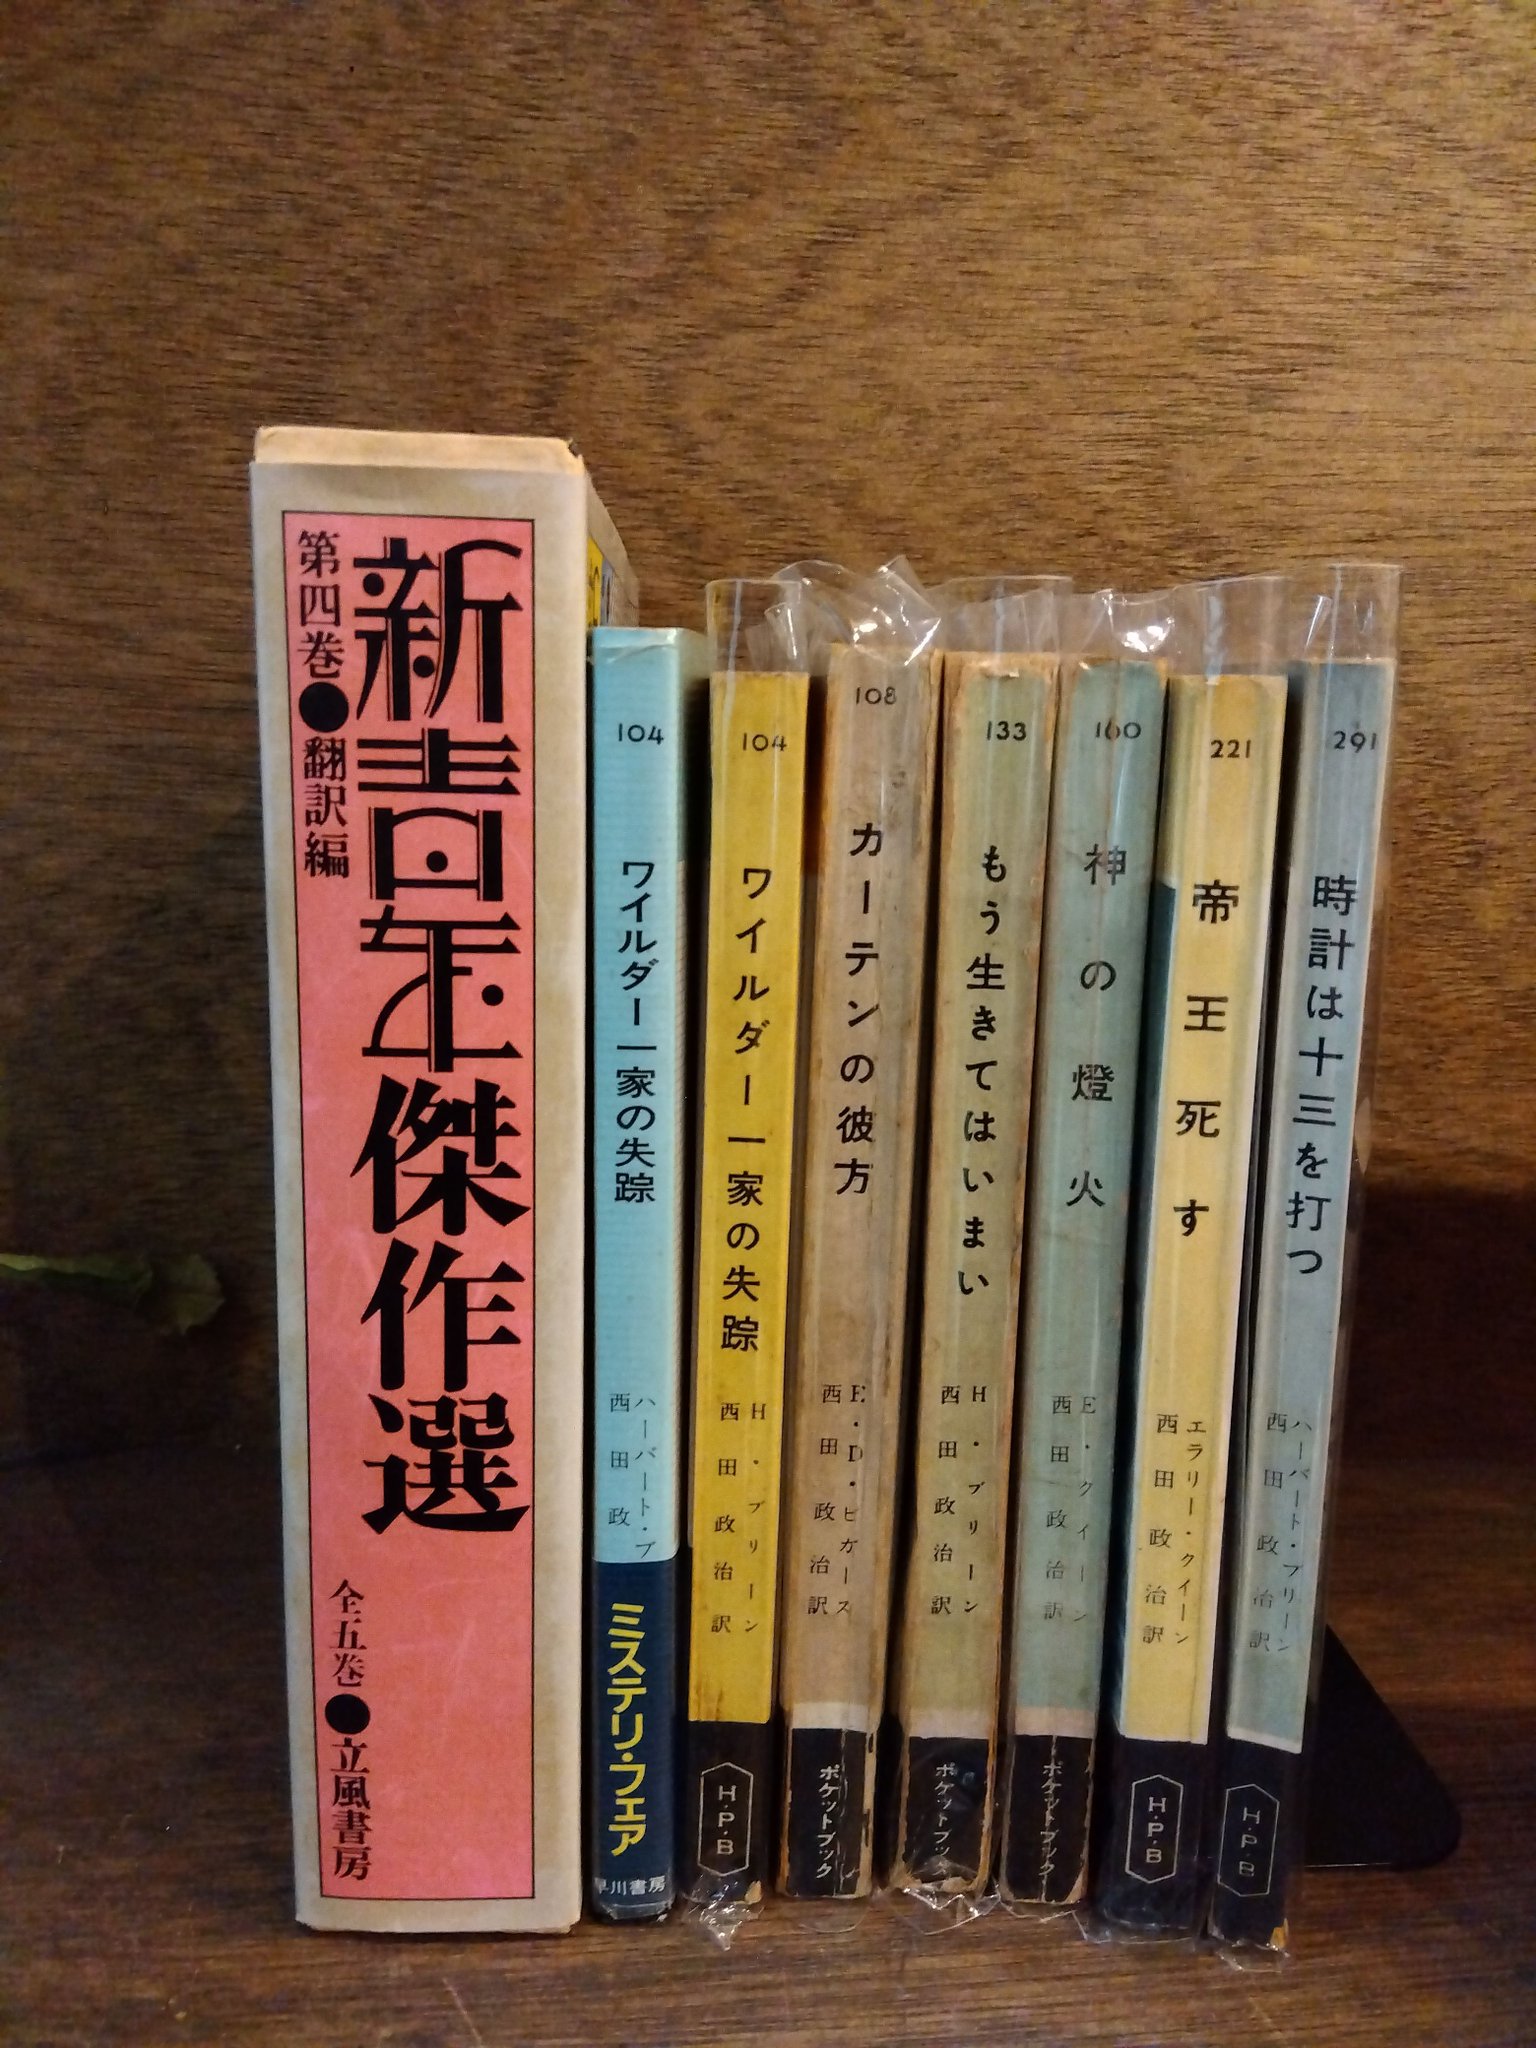 新青年傑作選
第四巻●翻訳編
全五巻●立風書房
104
ワイルダー一家の失踪
ハーバート・ブ
西田政
ミステリ・フェア
早川書房
104
ワイルダー一家の失踪
H・ブリーン
西田政治訳
H・P・B
108
カーテンの彼方
E・D・ビガース
西田政治訳
ポケットブック
133
もう生きてはいまい
H・ブリーン
西田政治訳
ポケットブック
160
神の燈火
E・クイーン
西田政治訳
ポケットブック
221
帝王死す
エラリー・クイーン
西田政治訳
H・P・B
291
時計は十三を打つ
ハーバート・ブリーン
西田政治訳
H・P・B